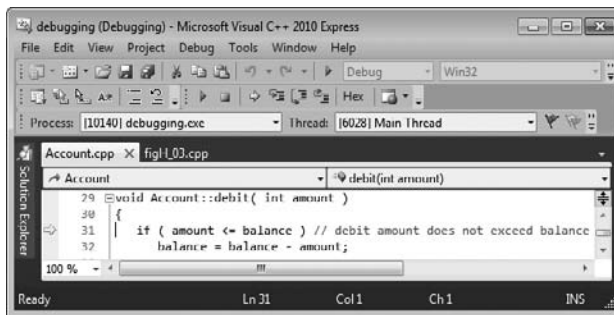 debugging (Debugging) - Microsoft Visual C++ 2010 Express
File Edit View Project Debug Tools Window Help
Debug Win32
Hex
Process: [10140] debugging.exe Thread: [6028] Main Thread
Account.cpp figH_03.cpp
Solution Explorer
Account debit(int amount)
29 void Account::debit( int amount )
30 {
31 if ( amount <= balance ) // debit amount does not exceed balance
32 balance = balance - amount;
100 %
Ready Ln 31 Col 1 Ch 1 INS